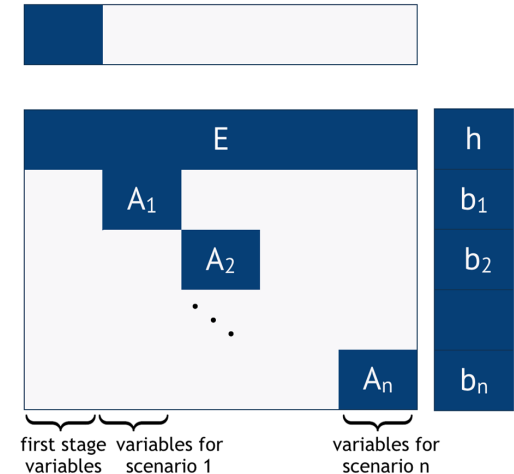 E
h
A₁
b₁
A₂
b₂
Aₙ
bₙ
first stage
variables
variables for
scenario 1
variables for
scenario n